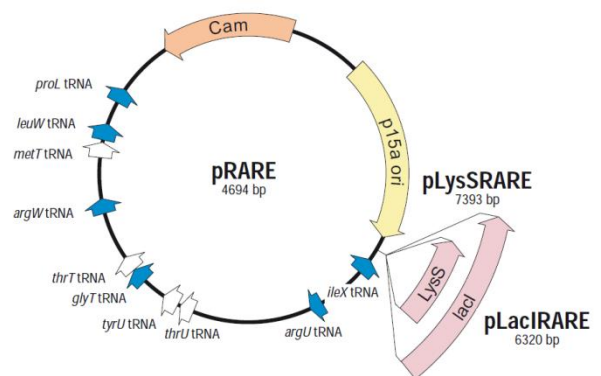 Cam
proL tRNA
leuW tRNA
metT tRNA
argW tRNA
thrT tRNA
glyT tRNA
tyrU tRNA
thrU tRNA
argU tRNA
ileX tRNA
p15a ori
pRARE
4694 bp
pLysSRARE
7393 bp
LysS
lacI
pLacIRARE
6320 bp